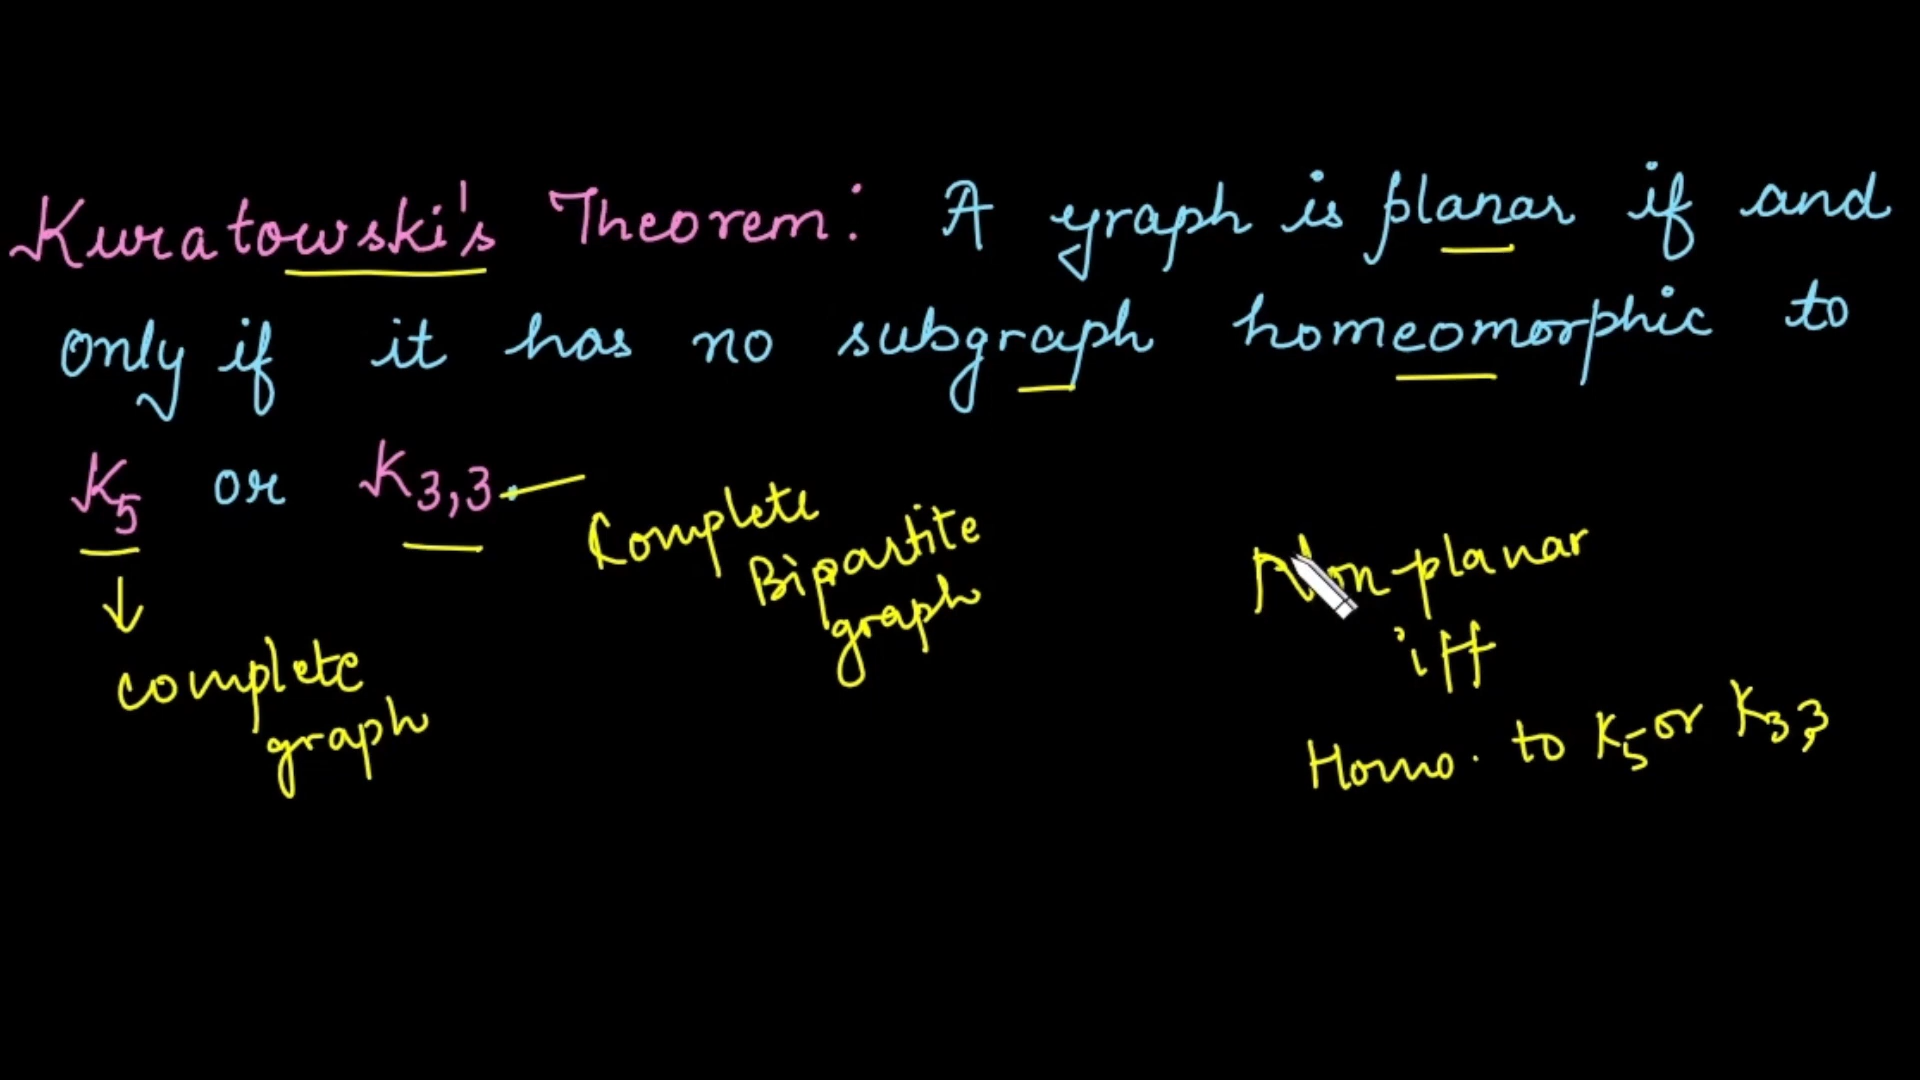 Kuratowski's Theorem: A graph is planar if and
only if it has no subgraph homeomorphic to
K5 or K3,3.
Complete
Bipartite
graph
complete
graph
Non-planar
iff
Homo. to K5 or K3,3